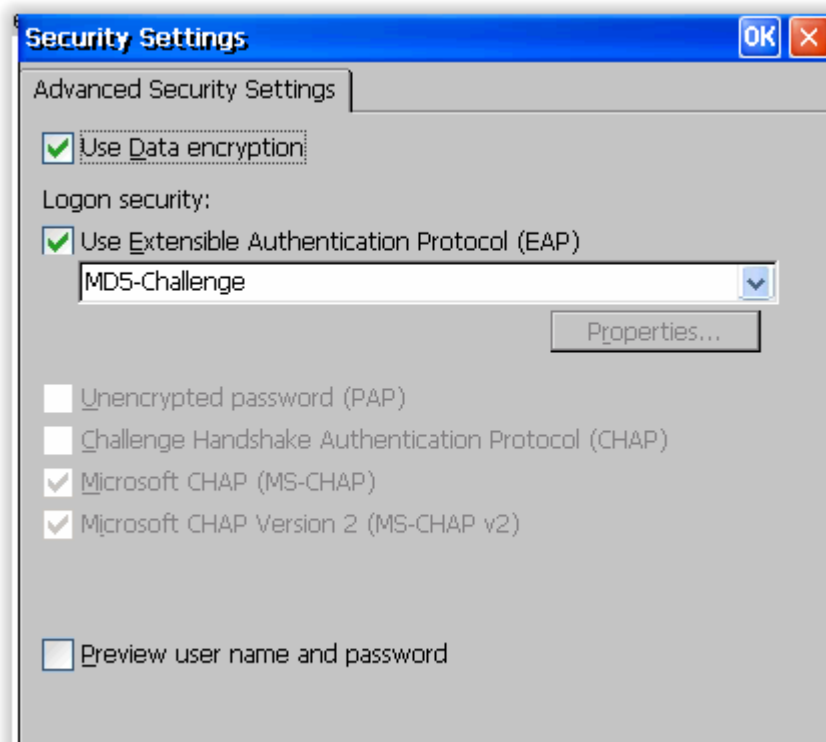 Security Settings
OK
Advanced Security Settings
Use Data encryption
Logon security:
Use Extensible Authentication Protocol (EAP)
MD5-Challenge
Properties...
Unencrypted password (PAP)
Challenge Handshake Authentication Protocol (CHAP)
Microsoft CHAP (MS-CHAP)
Microsoft CHAP Version 2 (MS-CHAP v2)
Preview user name and password